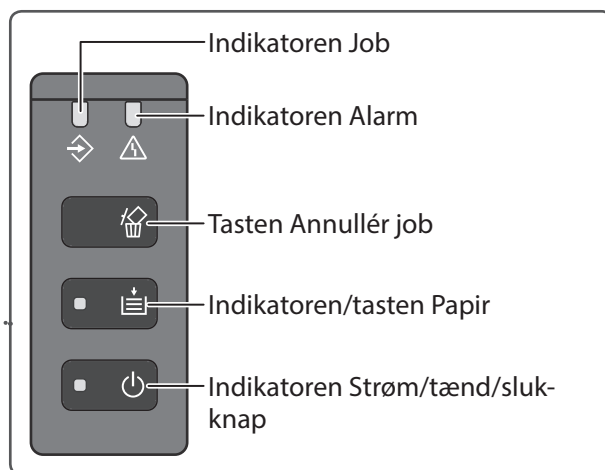 Indikatoren Job
Indikatoren Alarm
Tasten Annullér job
Indikatoren/tasten Papir
Indikatoren Strøm/tænd/sluk-
knap